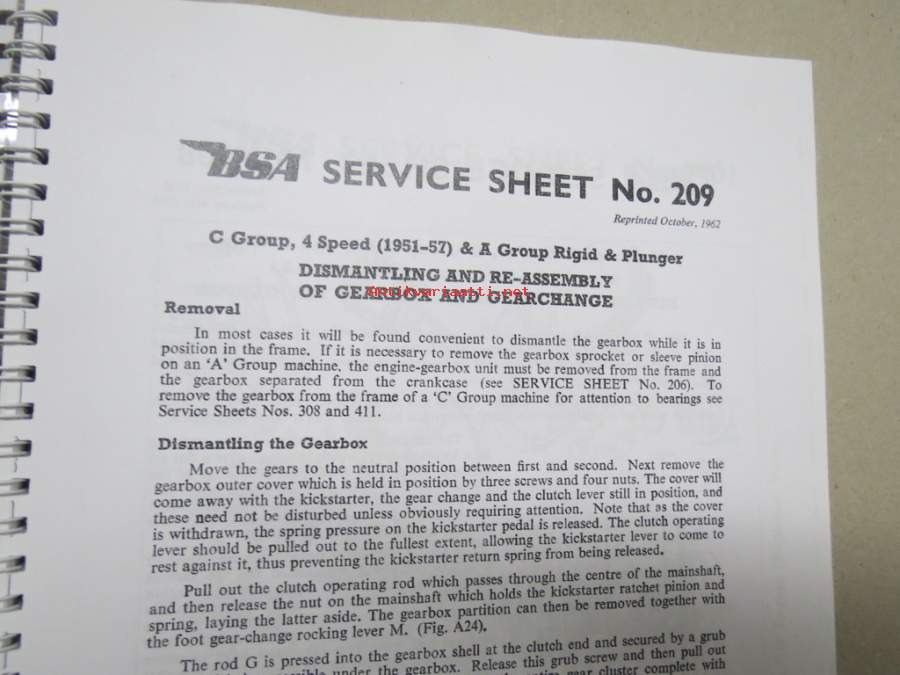 BSA SERVICE SHEET No. 209
Reprinted October, 1962
C Group, 4 Speed (1951-57) & A Group Rigid & Plunger
DISMANTLING AND RE-ASSEMBLY
OF GEARBOX AND GEARCHANGE
antikvariaatti.net
Removal
In most cases it will be found convenient to dismantle the gearbox while it is in
position in the frame. If it is necessary to remove the gearbox sprocket or sleeve pinion
on an 'A' Group machine, the engine-gearbox unit must be removed from the frame and
the gearbox separated from the crankcase (see SERVICE SHEET No. 206). To
remove the gearbox from the frame of a 'C' Group machine for attention to bearings see
Service Sheets Nos. 308 and 411.
Dismantling the Gearbox
Move the gears to the neutral position between first and second. Next remove the
gearbox outer cover which is held in position by three screws and four nuts. The cover will
come away with the kickstarter, the gear change and the clutch lever still in position, and
these need not be disturbed unless obviously requiring attention. Note that as the cover
is withdrawn, the spring pressure on the kickstarter pedal is released. The clutch operating
lever should be pulled out to the fullest extent, allowing the kickstarter lever to come to
rest against it, thus preventing the kickstarter return spring from being released.
Pull out the clutch operating rod which passes through the centre of the mainshaft,
and then release the nut on the mainshaft which holds the kickstarter ratchet pinion and
spring, laying the latter aside. The gearbox partition can then be removed together with
the foot gear-change rocking lever M. (Fig. A24).
The rod G is pressed into the gearbox shell at the clutch end and secured by a grub
under the gearbox. Release this grub screw and then pull out
gear cluster complete with